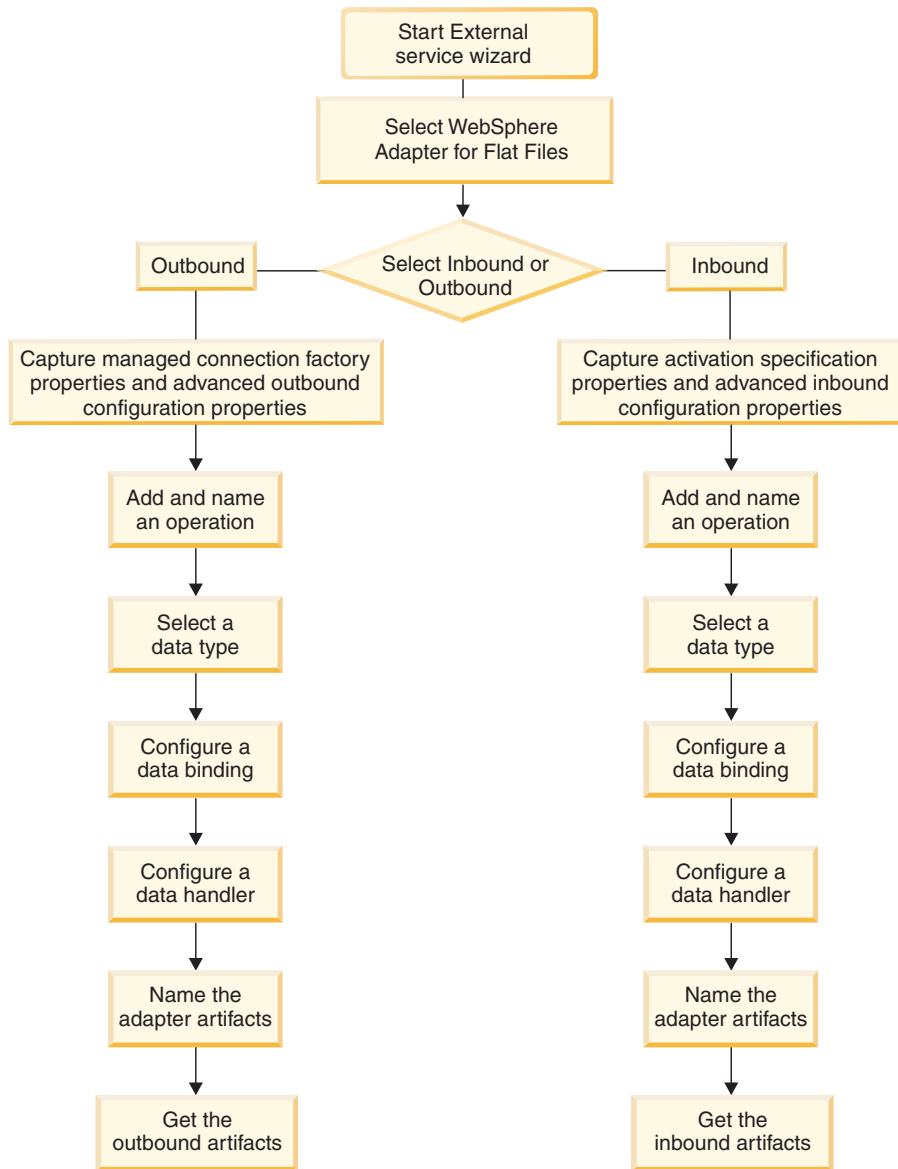 Start External
service wizard
Select WebSphere
Adapter for Flat Files
Select Inbound or
Outbound
Outbound
Capture managed connection factory
properties and advanced outbound
configuration properties
Add and name
an operation
Select a
data type
Configure a
data binding
Configure a
data handler
Name the
adapter artifacts
Get the
outbound artifacts
Inbound
Capture activation specification
properties and advanced inbound
configuration properties
Add and name
an operation
Select a
data type
Configure a
data binding
Configure a
data handler
Name the
adapter artifacts
Get the
inbound artifacts